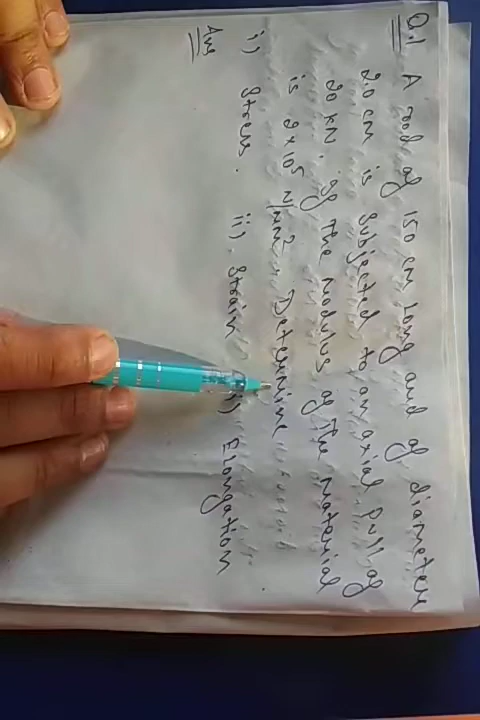 Q.1 A rod of 150 cm Long and of diameter
2.0 cm is subjected to an axial pull of
20 kN. If the modulus of the material
is 2×10⁵ N/mm². Determine
i) Stress. ii). Strain iii) Elongation
Ans